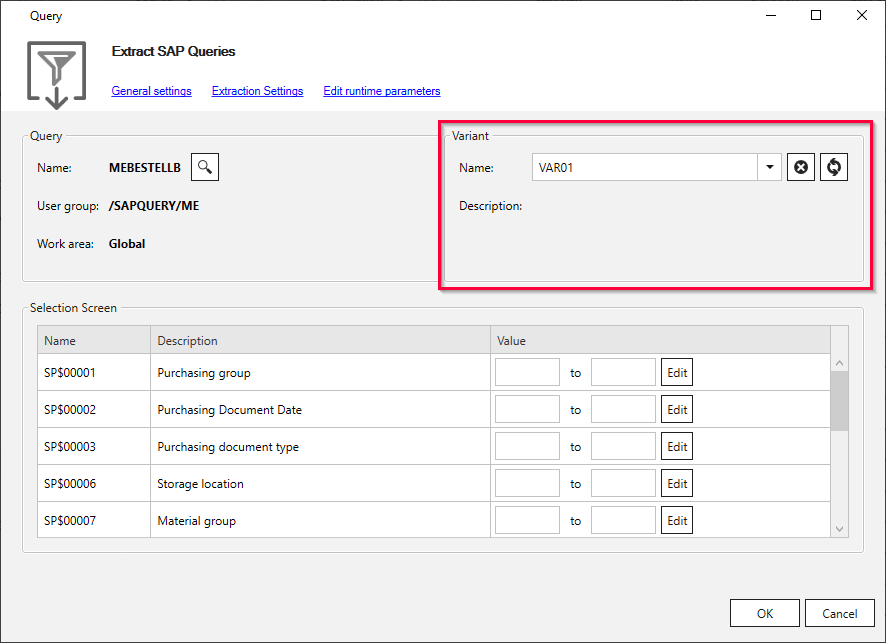 Query
Extract SAP Queries
General settings Extraction Settings Edit runtime parameters
Query
Name: MEBESTELLB
User group: /SAPQUERY/ME
Work area: Global
Variant
Name: VAR01
Description:
Selection Screen
Name Description Value
SP$00001 Purchasing group to Edit
SP$00002 Purchasing Document Date to Edit
SP$00003 Purchasing document type to Edit
SP$00006 Storage location to Edit
SP$00007 Material group to Edit
OK Cancel